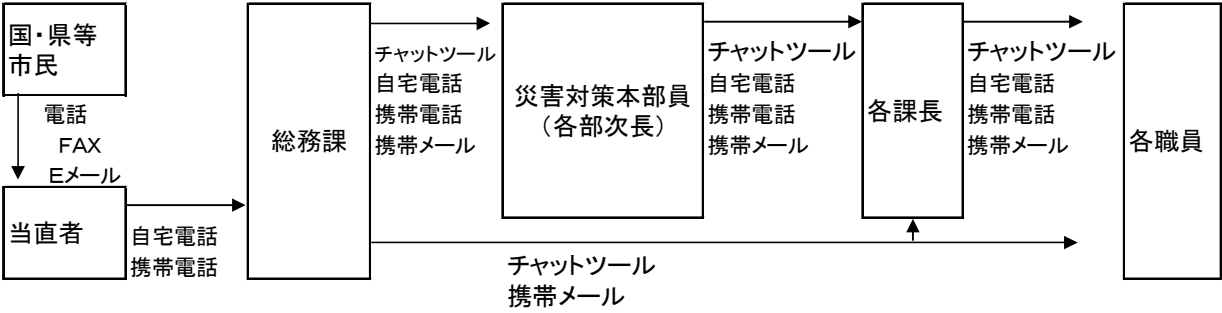 国・県等
市民
電話
FAX
Eメール
当直者
自宅電話
携帯電話
総務課
チャットツール
自宅電話
携帯電話
携帯メール
災害対策本部員
（各部次長）
チャットツール
自宅電話
携帯電話
携帯メール
各課長
チャットツール
自宅電話
携帯電話
携帯メール
各職員
チャットツール
携帯メール